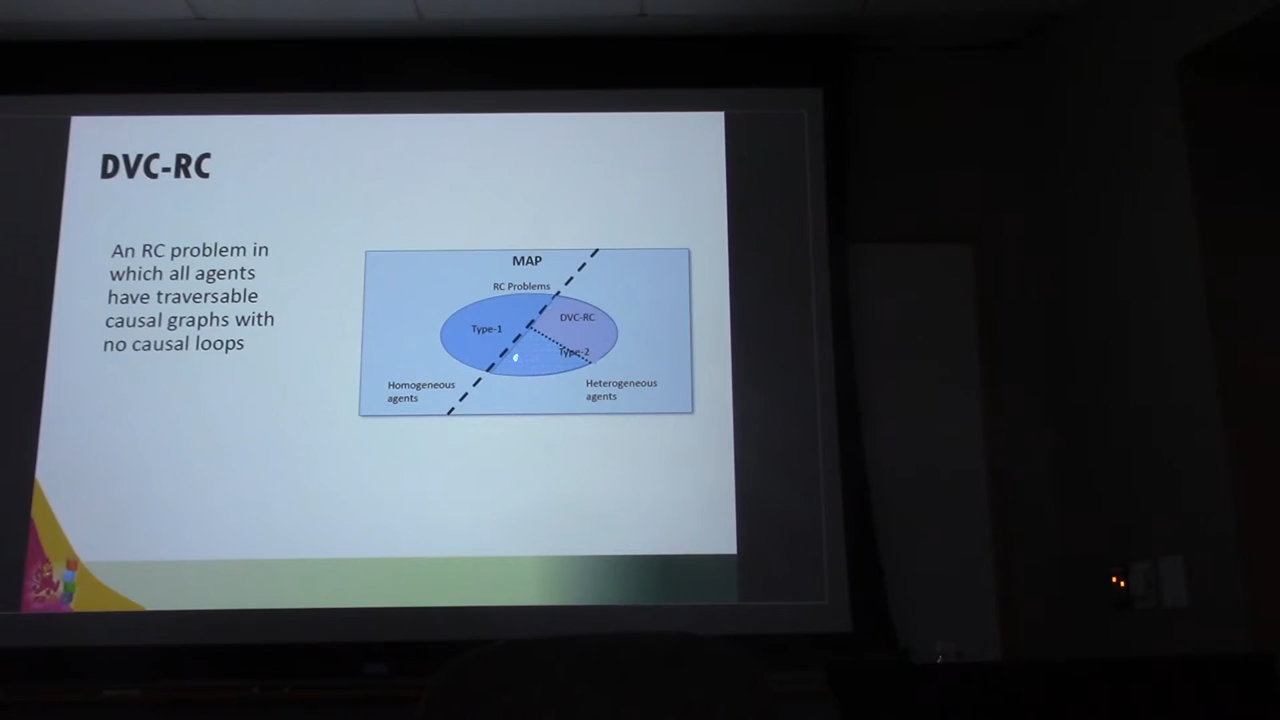 DVC-RC
An RC problem in
which all agents
have traversable
causal graphs with
no causal loops
MAP
RC Problems
DVC-RC
Type-1
Type-2
Homogeneous
agents
Heterogeneous
agents